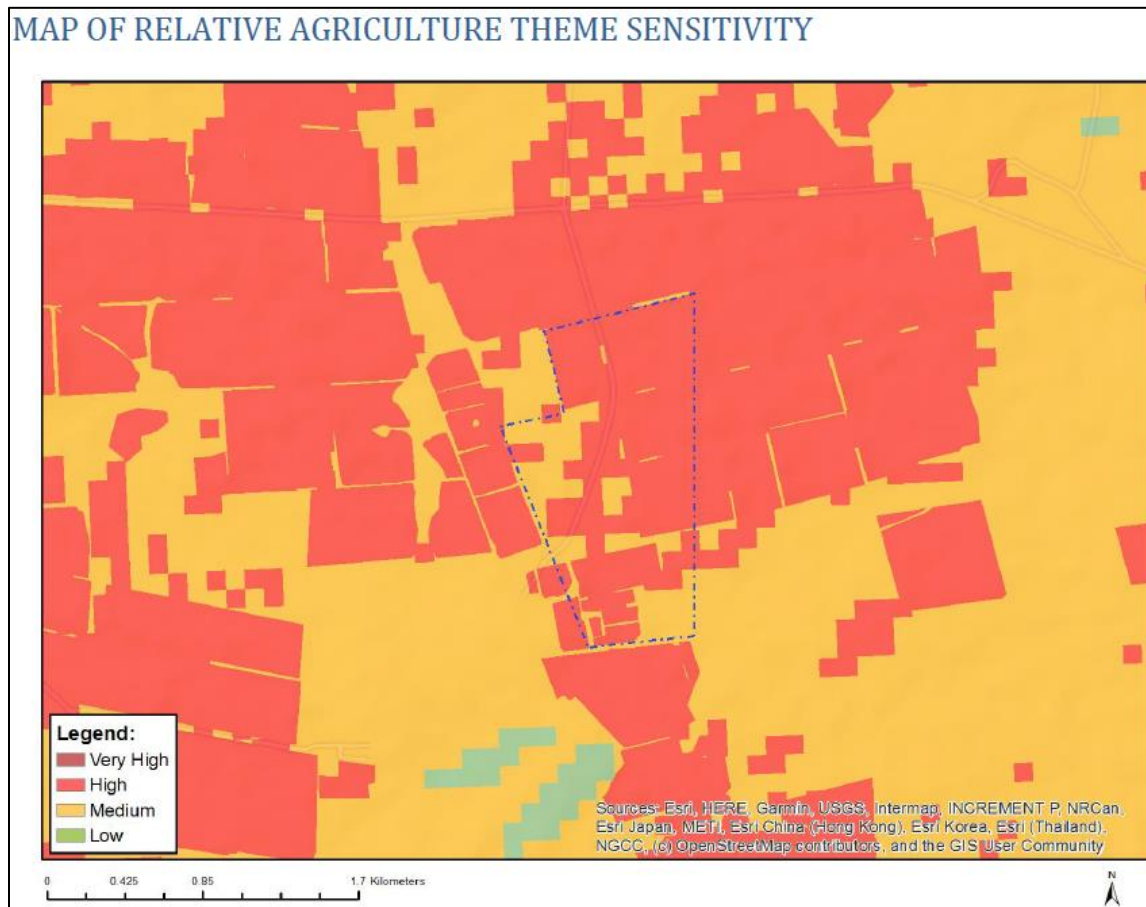 MAP OF RELATIVE AGRICULTURE THEME SENSITIVITY
Legend:
Very High
High
Medium
Low
Sources: Esri, HERE, Garmin, USGS, Intermap, INCREMENT P, NRCan,
Esri Japan, METI, Esri China (Hong Kong), Esri Korea, Esri (Thailand),
NGCC, (c) OpenStreetMap contributors, and the GIS User Community
0 0.425 0.85 1.7 Kilometers
N